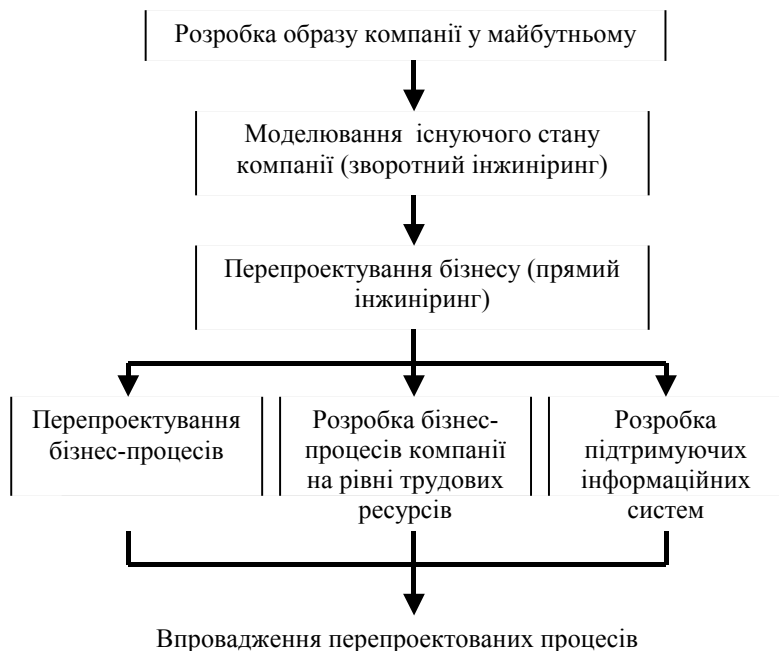 Розробка образу компанії у майбутньому
Моделювання існуючого стану
компанії (зворотний інжиніринг)
Перепроектування бізнесу (прямий
інжиніринг)
Перепроектування
бізнес-процесів
Розробка бізнес-
процесів компанії
на рівні трудових
ресурсів
Розробка
підтримуючих
інформаційних
систем
Впровадження перепроектованих процесів